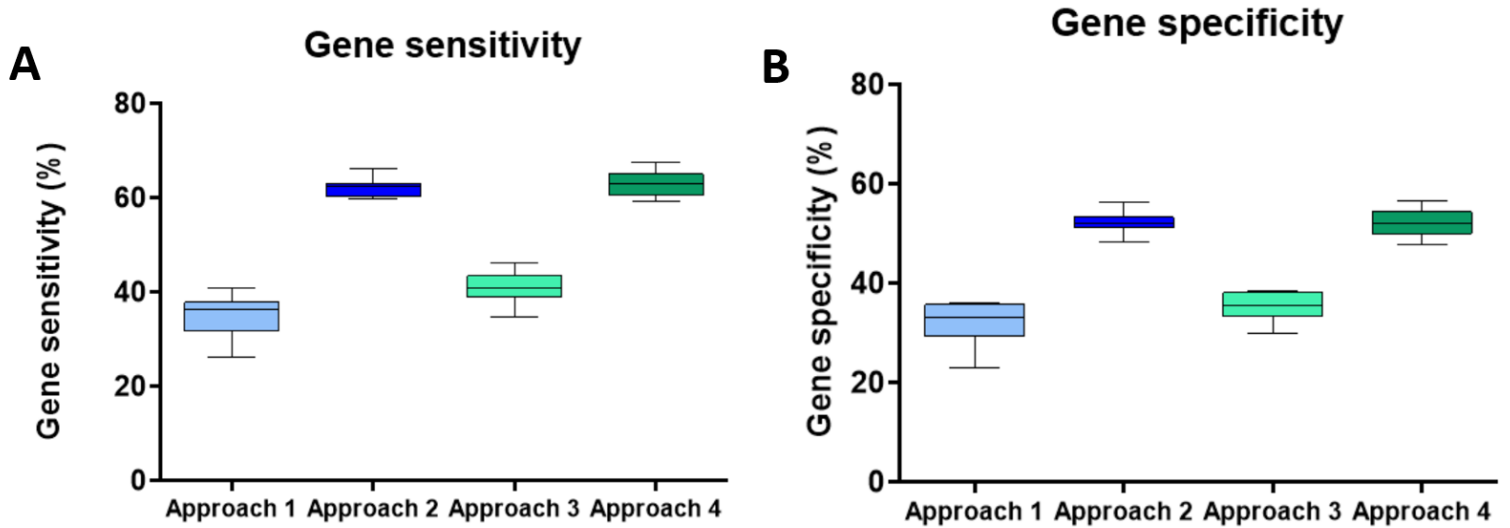 A
Gene sensitivity
Gene sensitivity (%)
80
60
40
20
0
Approach 1 Approach 2 Approach 3 Approach 4
B
Gene specificity
Gene specificity (%)
80
60
40
20
0
Approach 1 Approach 2 Approach 3 Approach 4